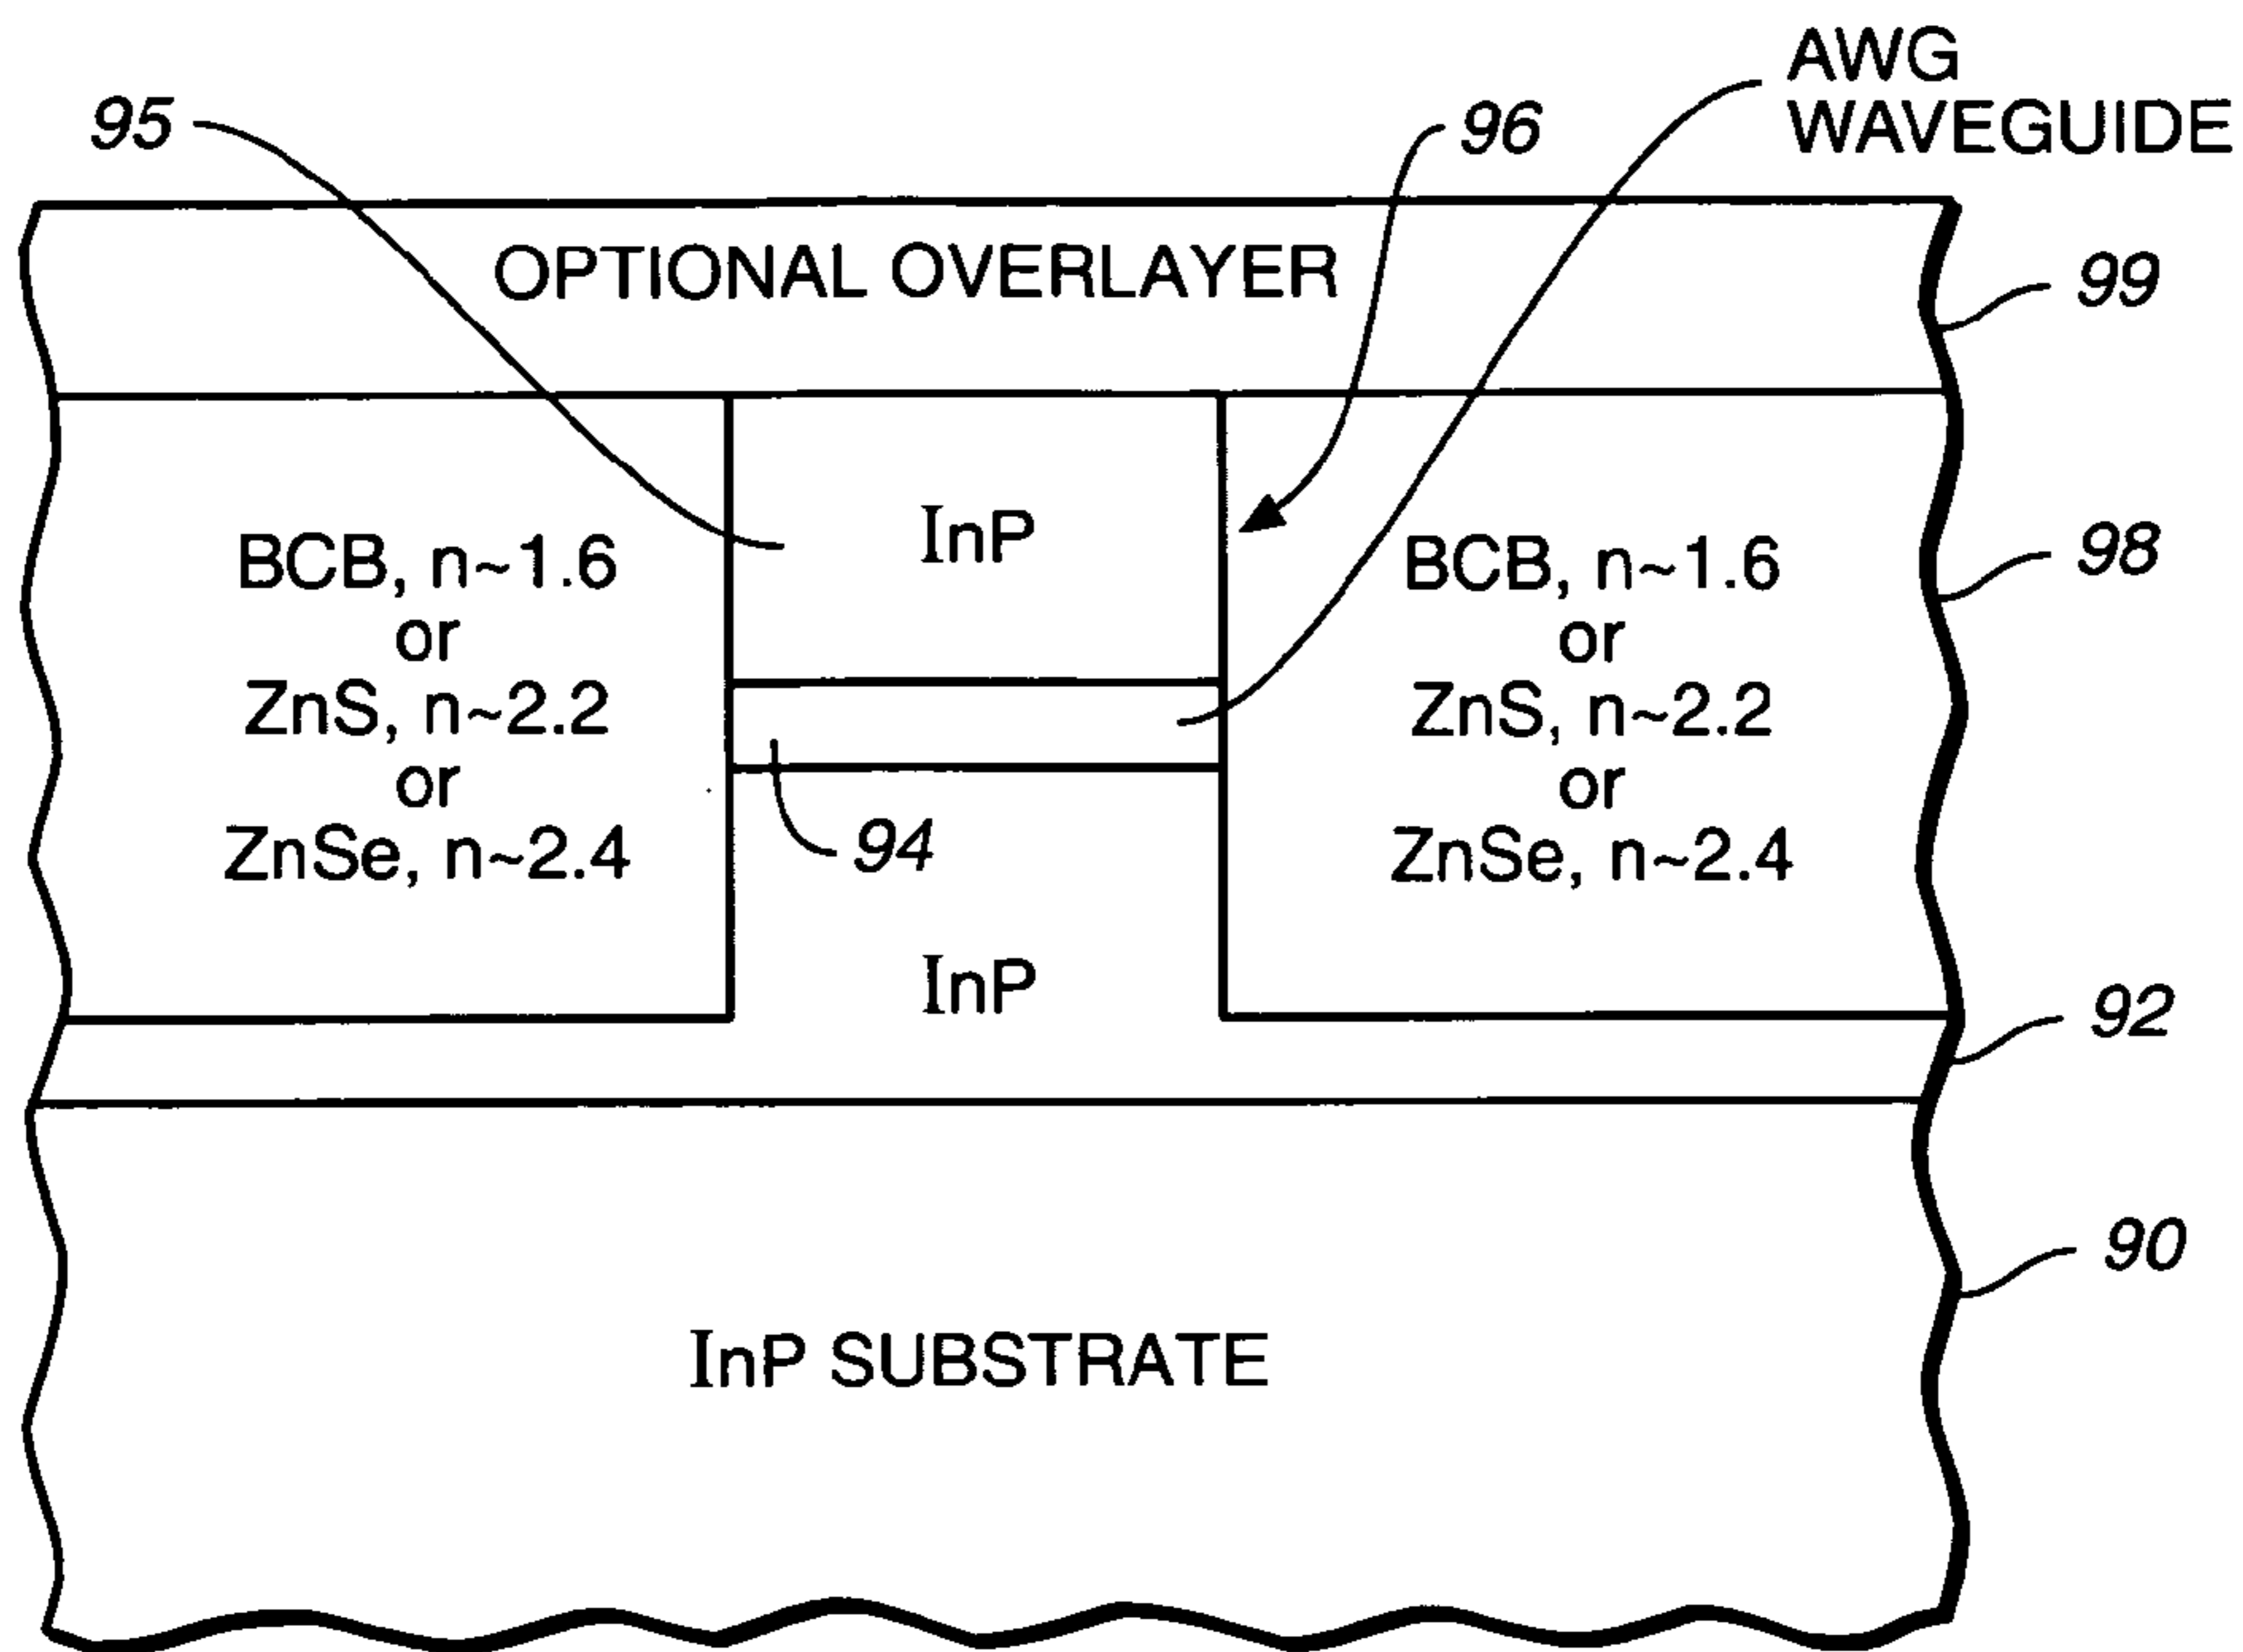 AWG
WAVEGUIDE
95
96
OPTIONAL OVERLAYER
99
InP
BCB, n~1.6
or
ZnS, n~2.2
or
ZnSe, n~2.4
BCB, n~1.6
or
ZnS, n~2.2
or
ZnSe, n~2.4
98
94
InP
92
90
InP SUBSTRATE